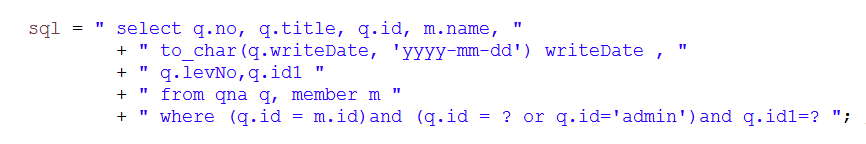 sql = " select q.no, q.title, q.id, m.name, "
+ " to_char(q.writeDate, 'yyyy-mm-dd') writeDate , "
+ " q.levNo,q.id1 "
+ " from qna q, member m "
+ " where (q.id = m.id)and (q.id = ? or q.id='admin')and q.id1=? ";